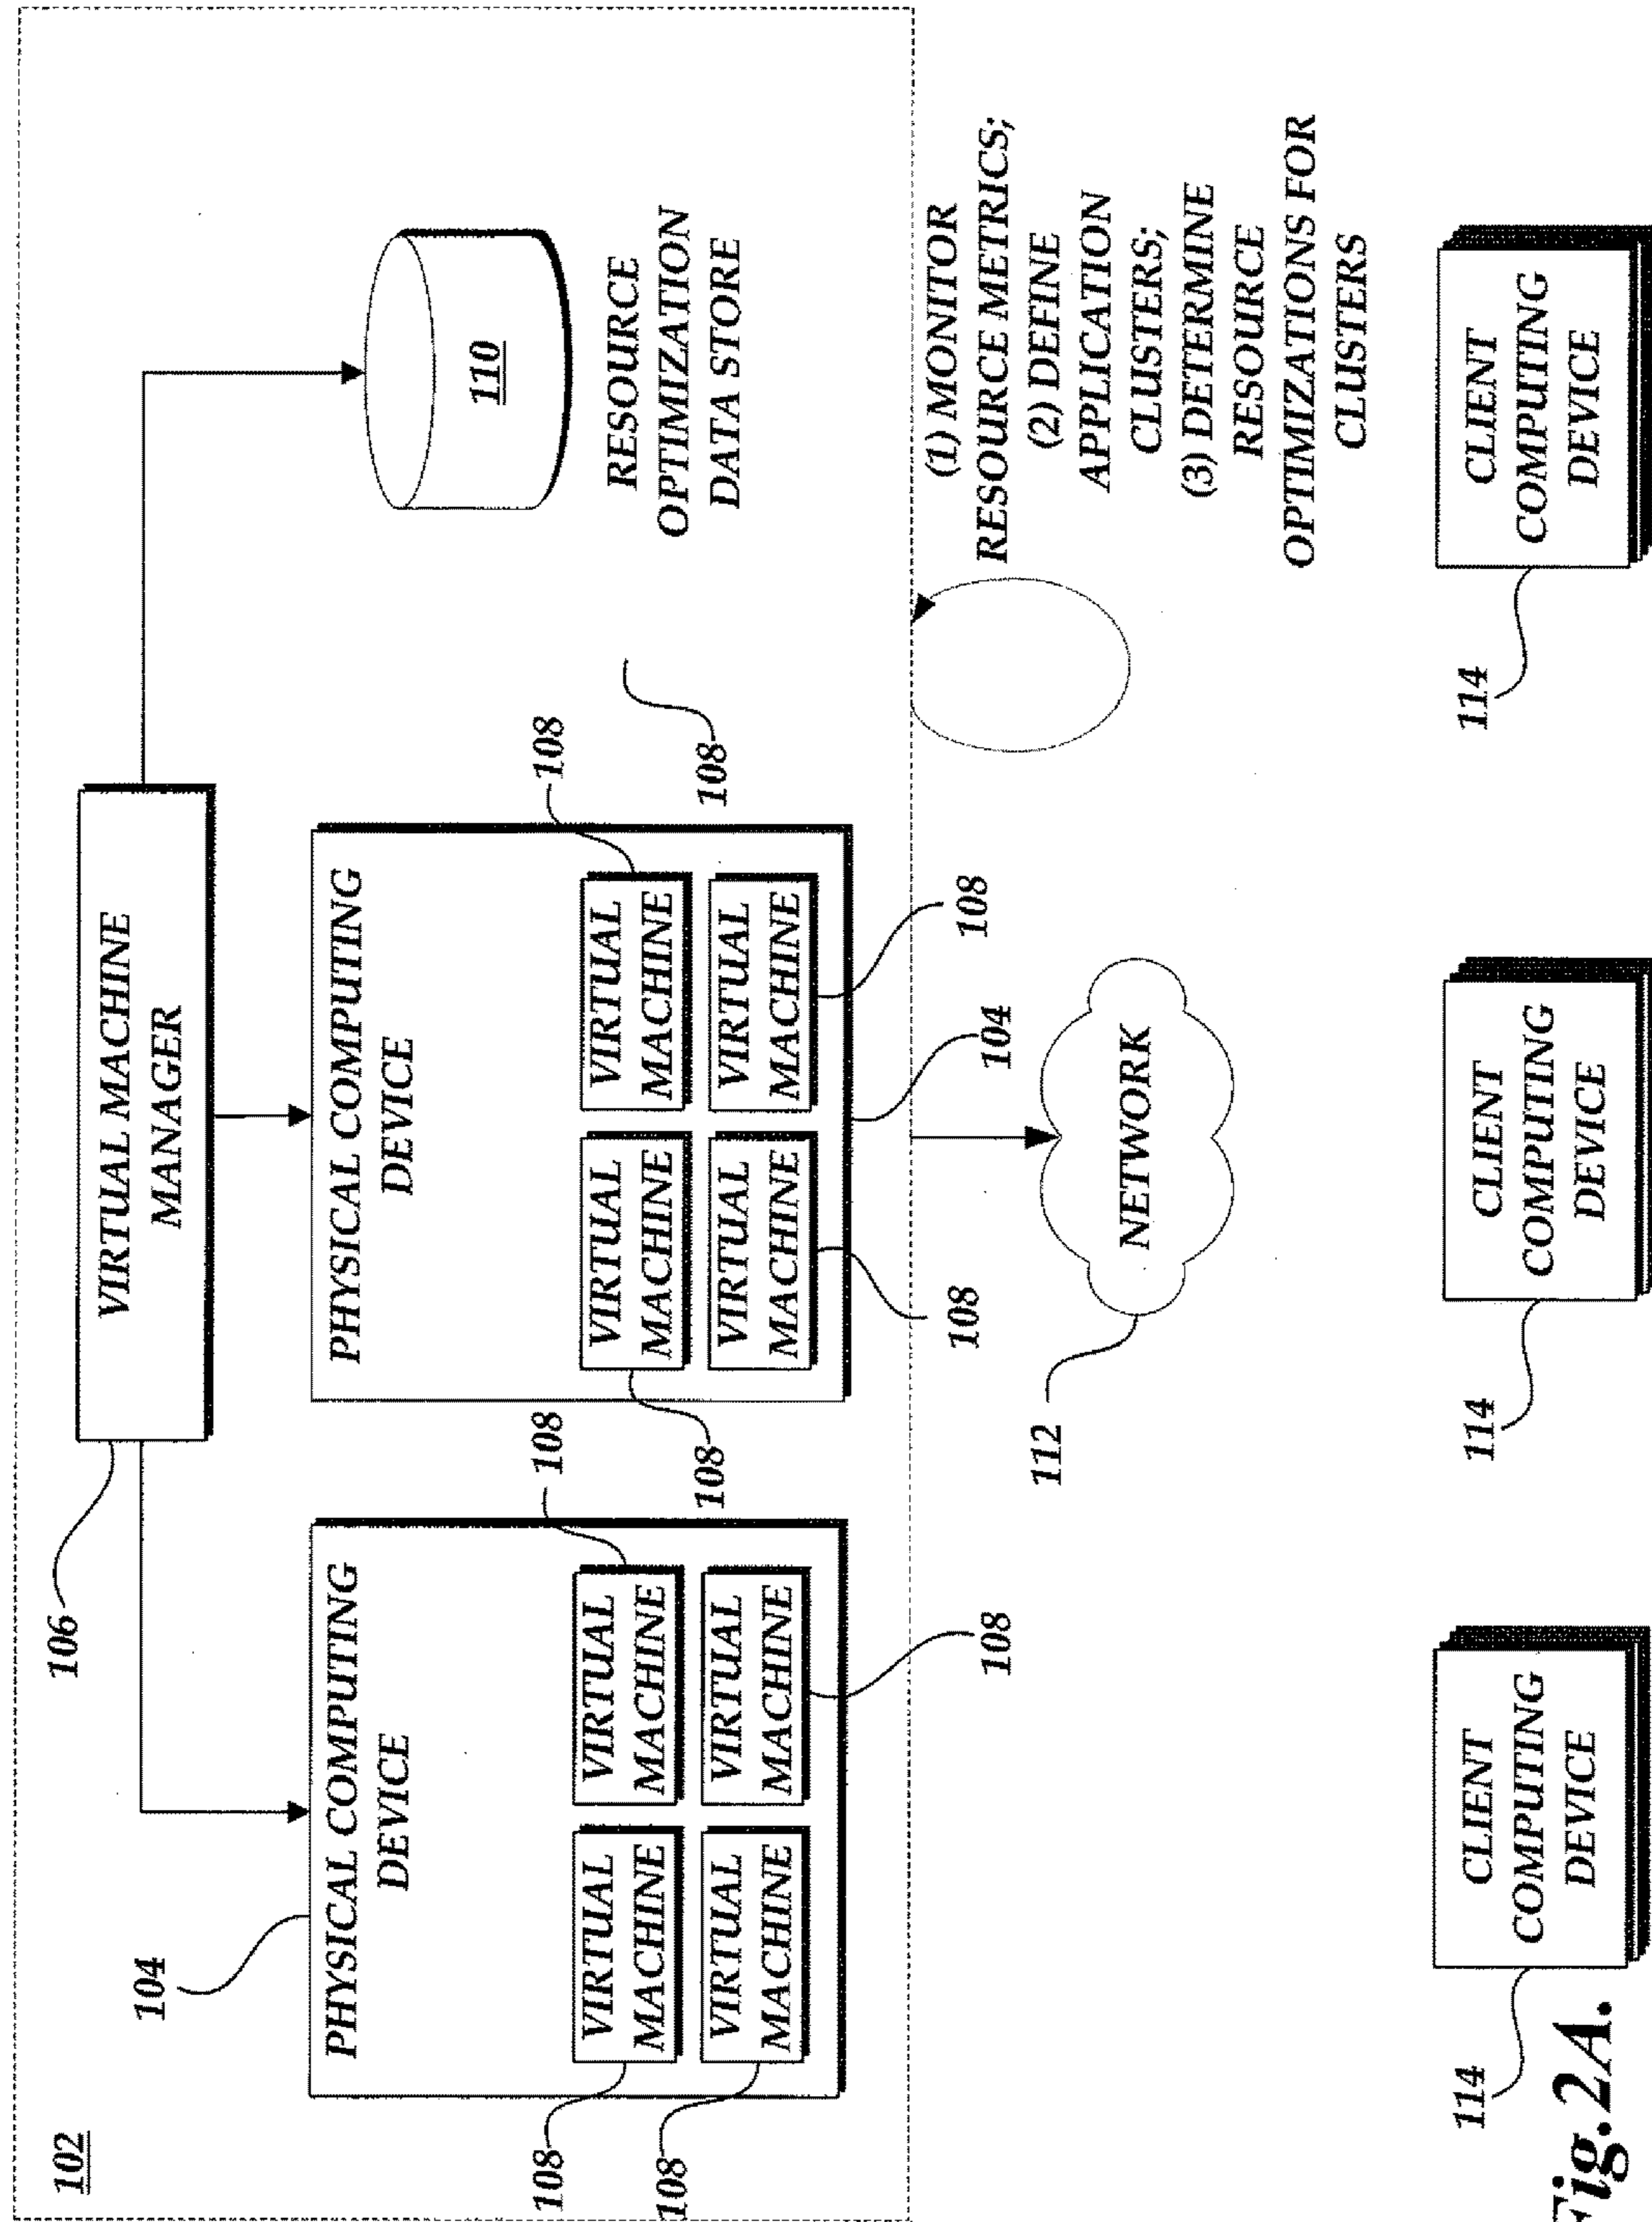 102
106
VIRTUAL MACHINE
MANAGER
104
PHYSICAL COMPUTING
DEVICE
VIRTUAL
MACHINE
VIRTUAL
MACHINE
VIRTUAL
MACHINE
VIRTUAL
MACHINE
108
108
108
108
PHYSICAL COMPUTING
DEVICE
VIRTUAL
MACHINE
VIRTUAL
MACHINE
VIRTUAL
MACHINE
VIRTUAL
MACHINE
108
108
108
108
108
104
110
RESOURCE
OPTIMIZATION
DATA STORE
(1) MONITOR
RESOURCE METRICS;
(2) DEFINE
APPLICATION
CLUSTERS;
(3) DETERMINE
RESOURCE
OPTIMIZATIONS FOR
CLUSTERS
112
NETWORK
114
CLIENT
COMPUTING
DEVICE
114
CLIENT
COMPUTING
DEVICE
114
CLIENT
COMPUTING
DEVICE
Fig.2A.